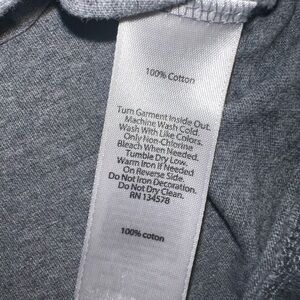 100% Cotton
Turn Garment Inside Out.
Machine Wash Cold.
Wash With Like Colors.
Only Non-Chlorine
Bleach When Needed.
Tumble Dry Low.
Warm Iron If Needed
On Reverse Side.
Do Not Iron Decoration.
Do Not Dry Clean.
RN 134578
100% coton